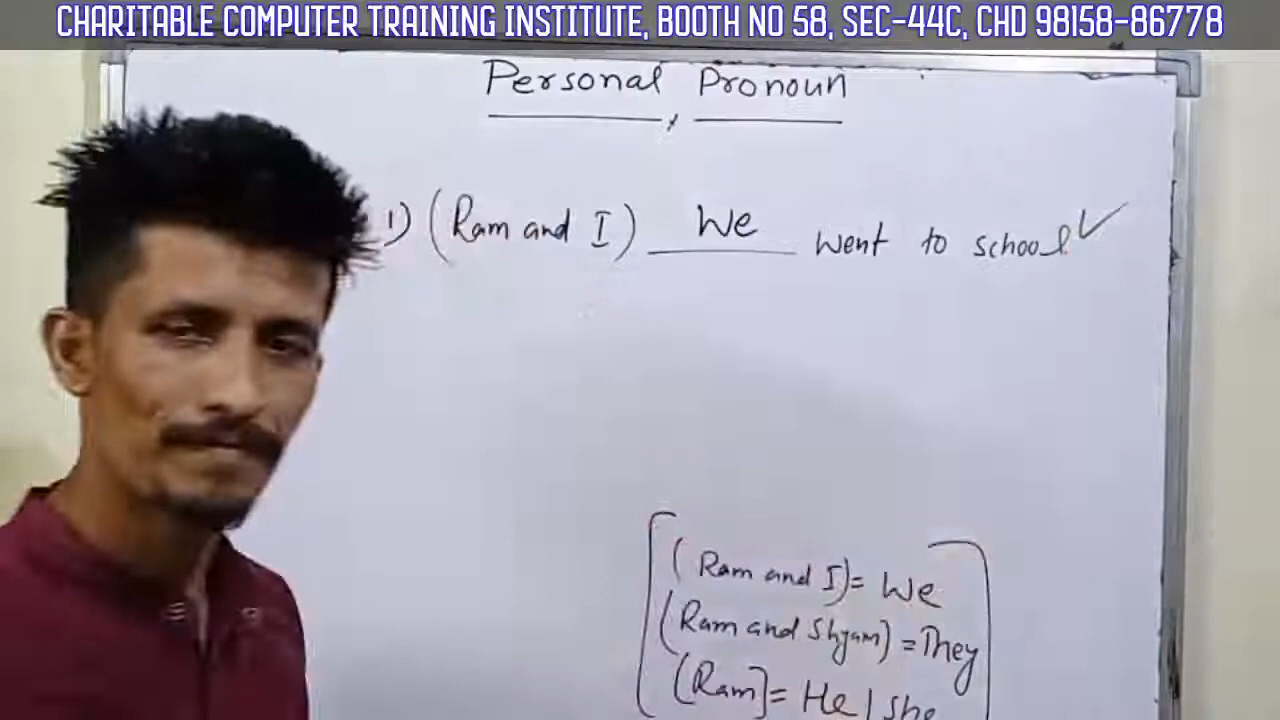 CHARITABLE COMPUTER TRAINING INSTITUTE, BOOTH NO 58, SEC-44C, CHD 98158-86778
Personal Pronoun
1) (Ram and I) We went to school ✓
(Ram and I) = We
(Ram and Shyam) = They
(Ram] = He / She